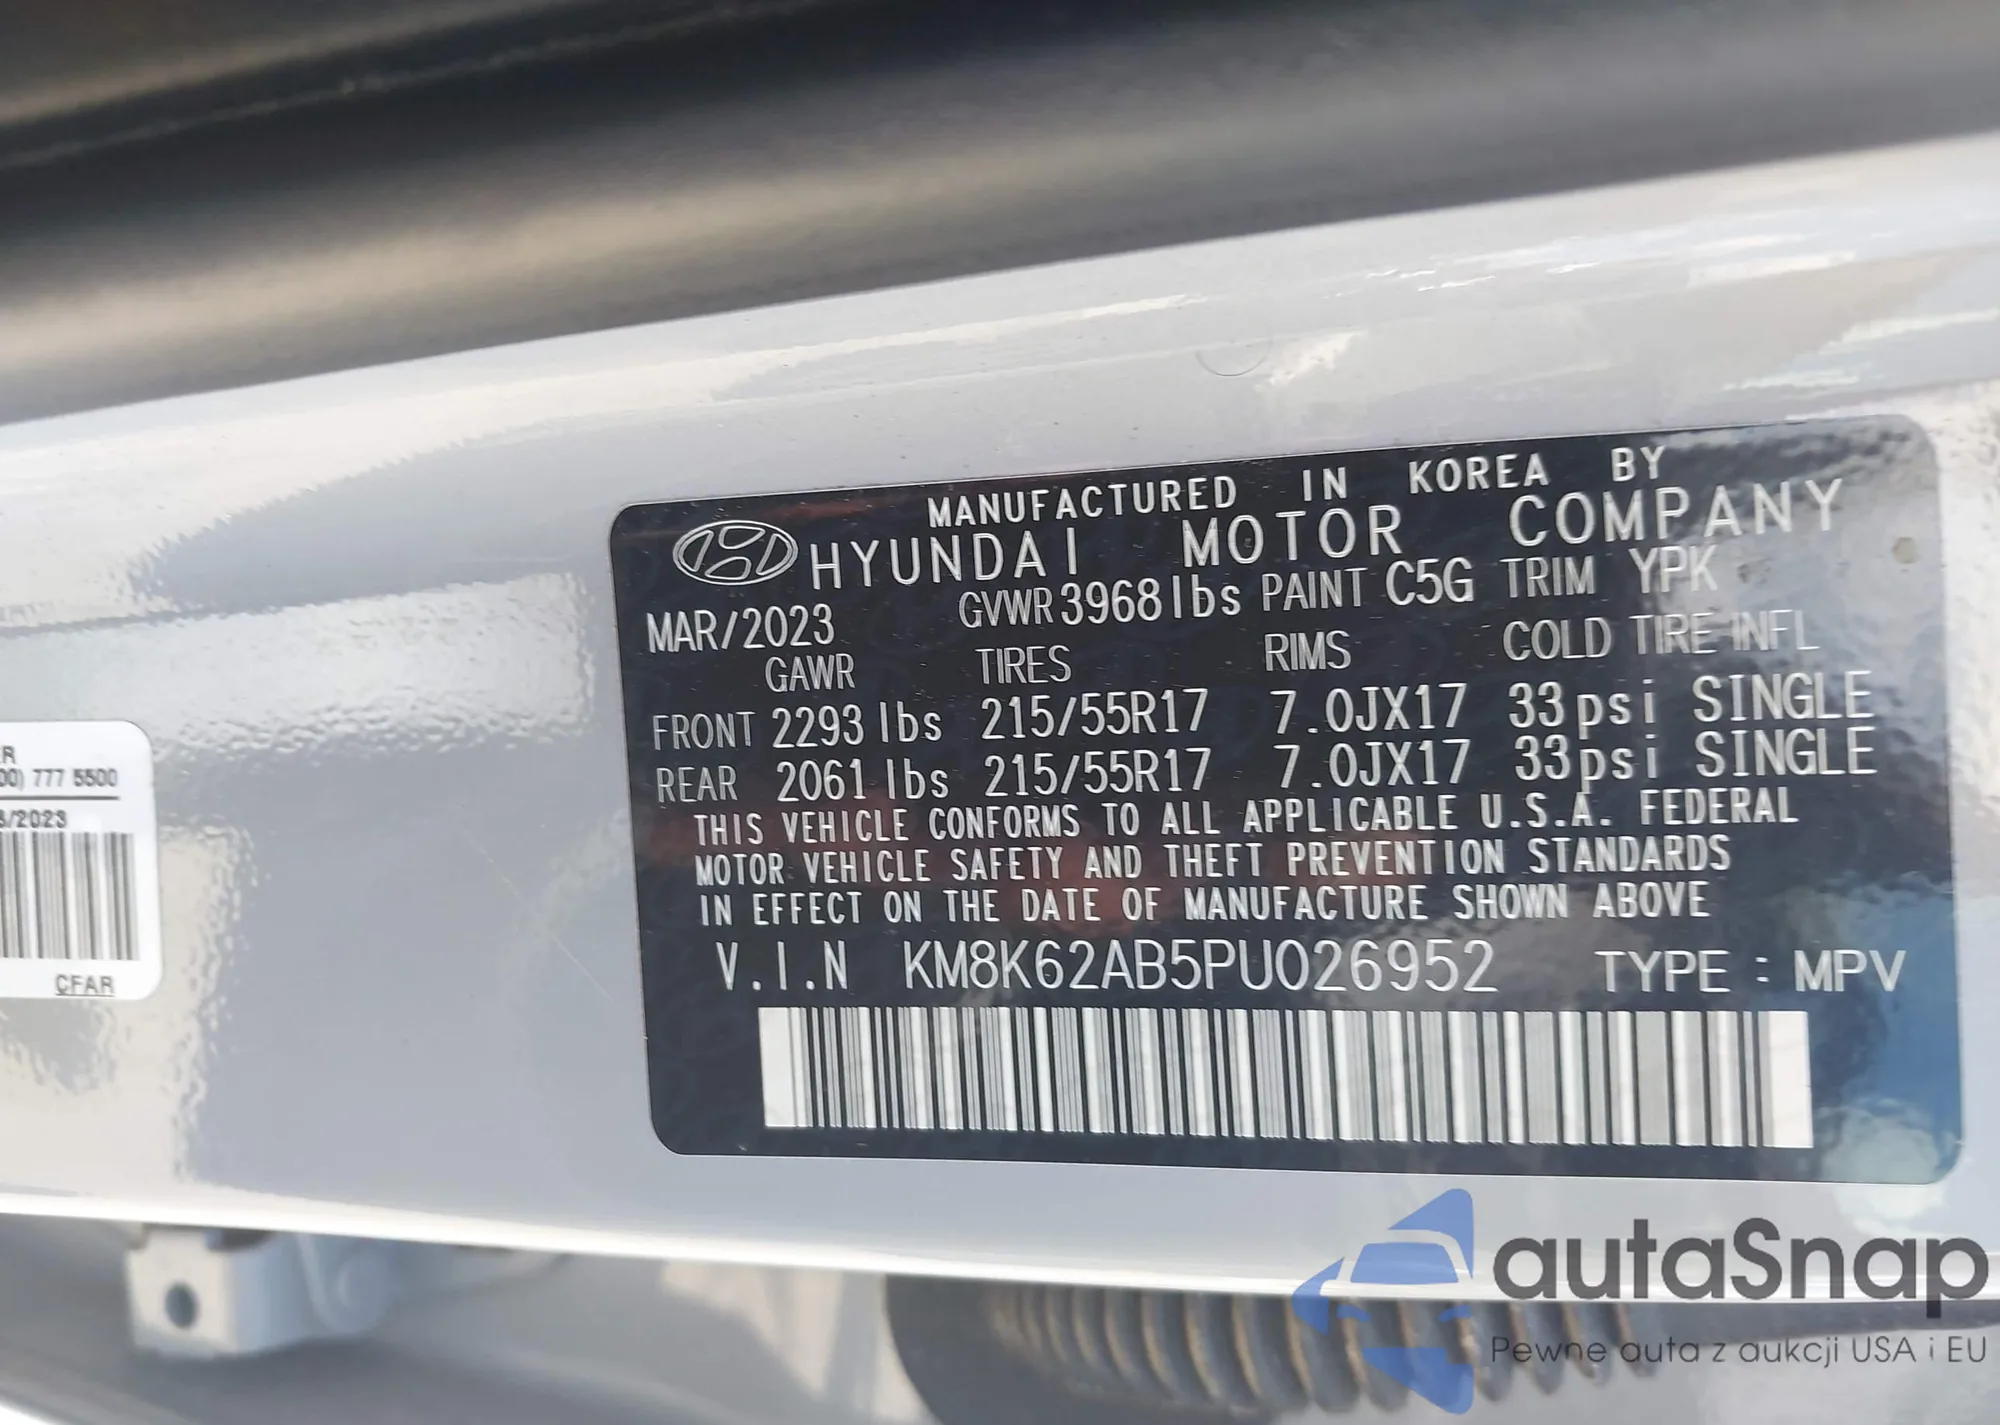 MANUFACTURED IN KOREA BY
HYUNDAI MOTOR COMPANY
MAR/2023 GVWR 3968 lbs PAINT C5G TRIM YPK
GAWR TIRES RIMS COLD TIRE INFL
FRONT 2293 lbs 215/55R17 7.0JX17 33psi SINGLE
REAR 2061 lbs 215/55R17 7.0JX17 33psi SINGLE
THIS VEHICLE CONFORMS TO ALL APPLICABLE U.S.A. FEDERAL
MOTOR VEHICLE SAFETY AND THEFT PREVENTION STANDARDS
IN EFFECT ON THE DATE OF MANUFACTURE SHOWN ABOVE
V.I.N KM8K62AB5PU026952 TYPE : MPV
777 5500
/2023
CFAR
autaSnap
Pewne auta z aukcji USA i EU